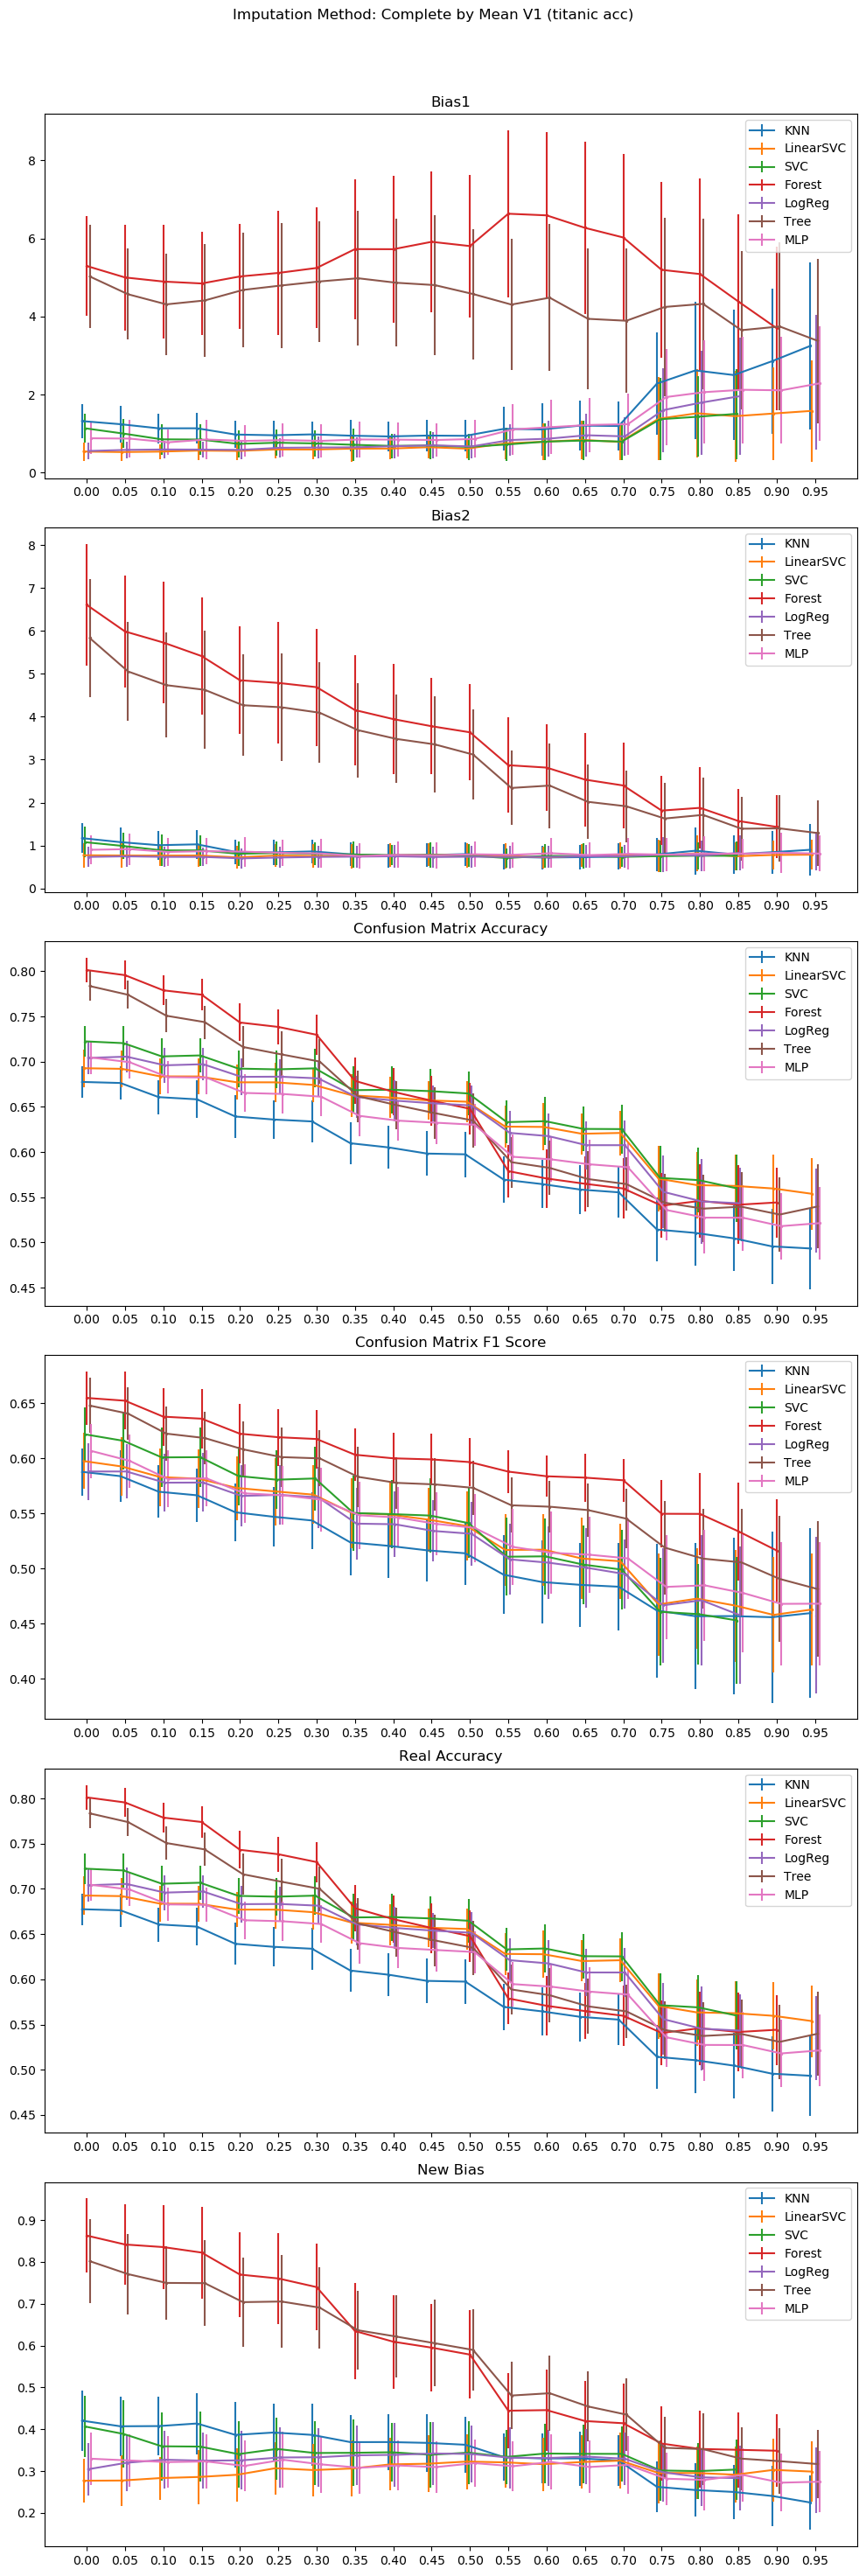 Imputation Method: Complete by Mean V1 (titanic acc)
Bias1
8
6
4
2
0
KNN
LinearSVC
SVC
Forest
LogReg
Tree
MLP
0.00 0.05 0.10 0.15 0.20 0.25 0.30 0.35 0.40 0.45 0.50 0.55 0.60 0.65 0.70 0.75 0.80 0.85 0.90 0.95
Bias2
8
7
6
5
4
3
2
1
0
KNN
LinearSVC
SVC
Forest
LogReg
Tree
MLP
0.00 0.05 0.10 0.15 0.20 0.25 0.30 0.35 0.40 0.45 0.50 0.55 0.60 0.65 0.70 0.75 0.80 0.85 0.90 0.95
Confusion Matrix Accuracy
0.80
0.75
0.70
0.65
0.60
0.55
0.50
0.45
KNN
LinearSVC
SVC
Forest
LogReg
Tree
MLP
0.00 0.05 0.10 0.15 0.20 0.25 0.30 0.35 0.40 0.45 0.50 0.55 0.60 0.65 0.70 0.75 0.80 0.85 0.90 0.95
Confusion Matrix F1 Score
0.65
0.60
0.55
0.50
0.45
0.40
KNN
LinearSVC
SVC
Forest
LogReg
Tree
MLP
0.00 0.05 0.10 0.15 0.20 0.25 0.30 0.35 0.40 0.45 0.50 0.55 0.60 0.65 0.70 0.75 0.80 0.85 0.90 0.95
Real Accuracy
0.80
0.75
0.70
0.65
0.60
0.55
0.50
0.45
KNN
LinearSVC
SVC
Forest
LogReg
Tree
MLP
0.00 0.05 0.10 0.15 0.20 0.25 0.30 0.35 0.40 0.45 0.50 0.55 0.60 0.65 0.70 0.75 0.80 0.85 0.90 0.95
New Bias
0.9
0.8
0.7
0.6
0.5
0.4
0.3
0.2
KNN
LinearSVC
SVC
Forest
LogReg
Tree
MLP
0.00 0.05 0.10 0.15 0.20 0.25 0.30 0.35 0.40 0.45 0.50 0.55 0.60 0.65 0.70 0.75 0.80 0.85 0.90 0.95